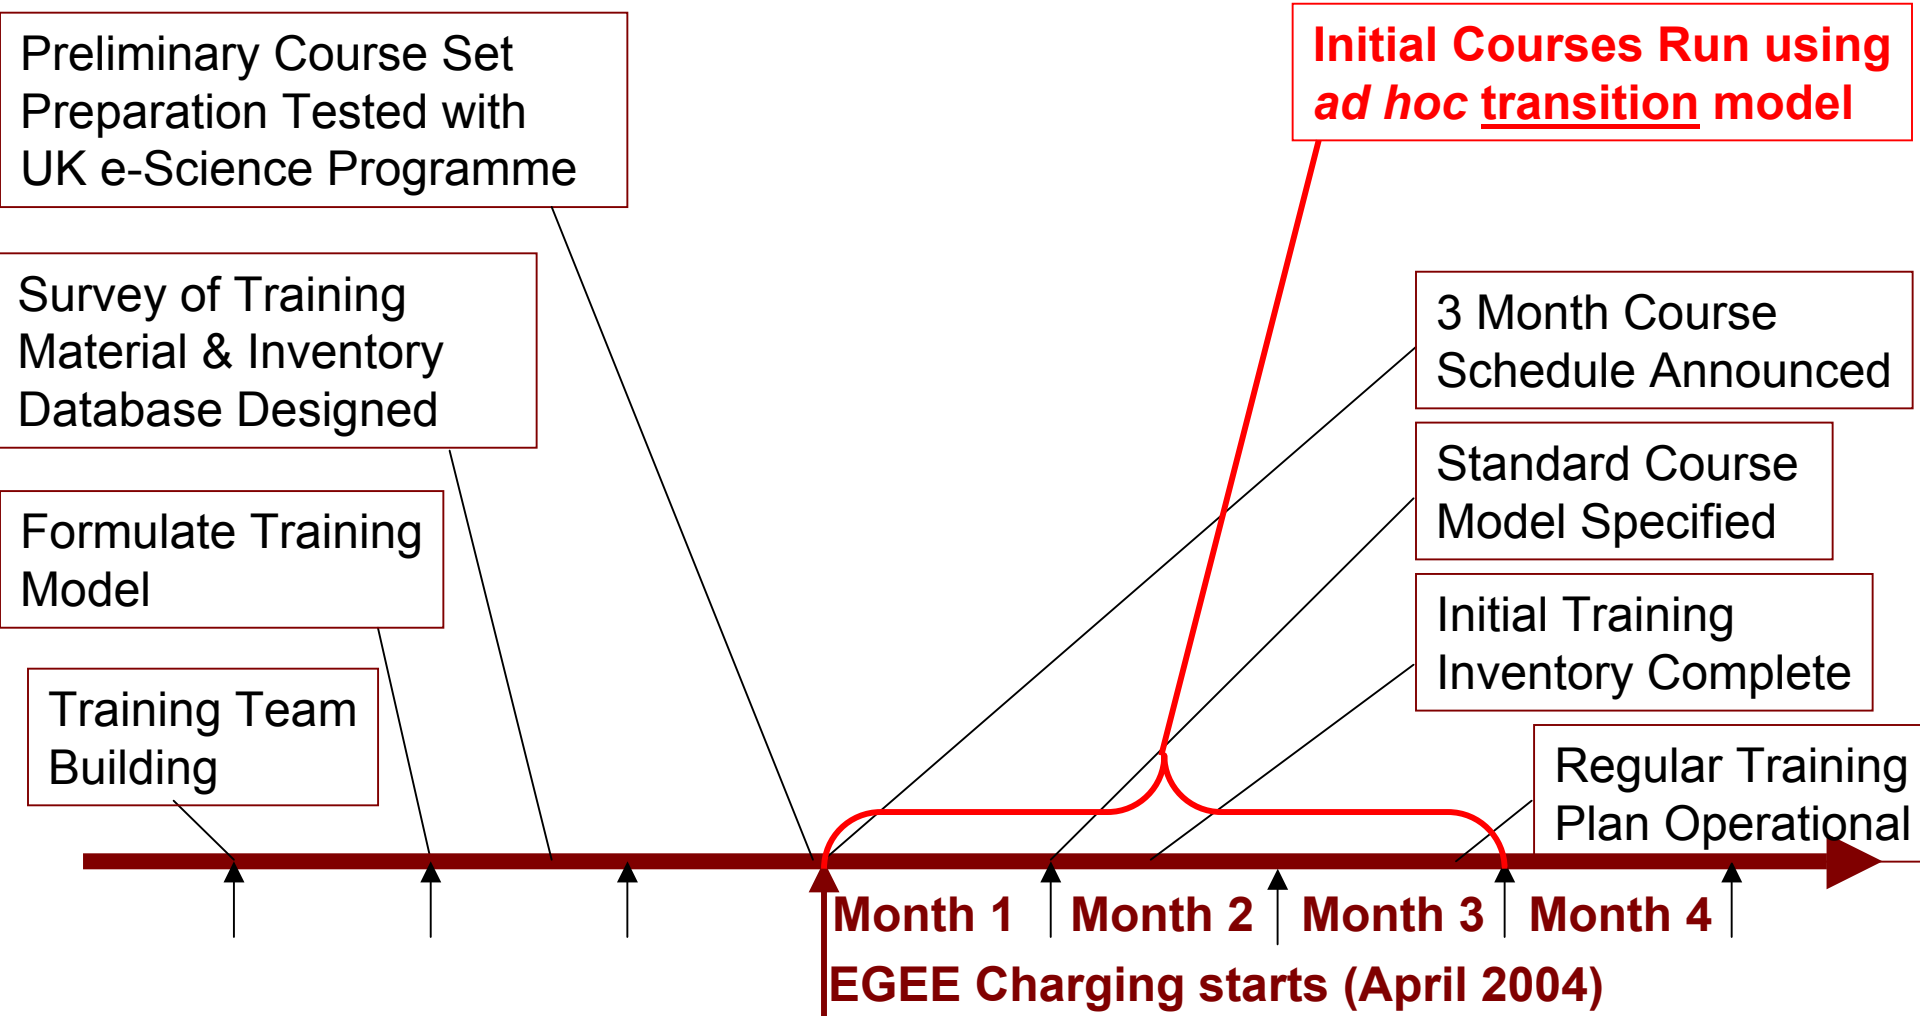 Preliminary Course Set
Preparation Tested with
UK e-Science Programme
Initial Courses Run using
ad hoc transition model
Survey of Training
Material & Inventory
Database Designed
3 Month Course
Schedule Announced
Formulate Training
Model
Standard Course
Model Specified
Initial Training
Inventory Complete
Training Team
Building
Regular Training
Plan Operational
Month 1 Month 2 Month 3 Month 4
EGEE Charging starts (April 2004)